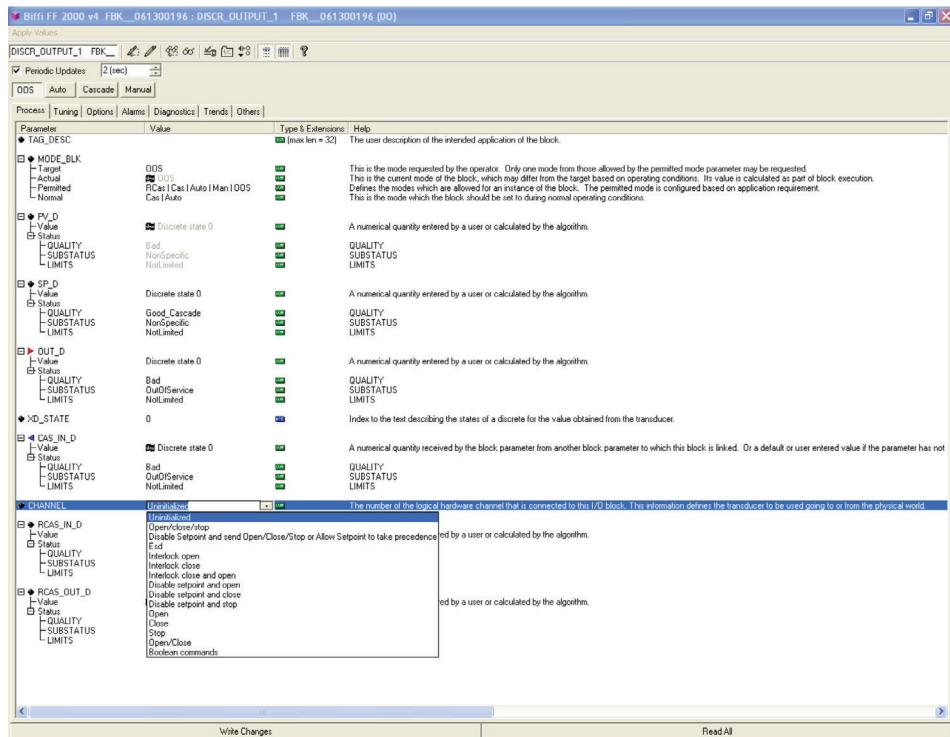 Biffi FF 2000 v4 FBK__061300196 : DISCR_OUTPUT_1 FBK__061300196 (DO)
Apply Values
DISCR_OUTPUT_1 FBK__
Periodic Updates 2 (sec)
OOS Auto Cascade Manual
Process Tuning Options Alarms Diagnostics Trends Others
Parameter Value Type & Extensions Help
TAG_DESC (max len = 32) The user description of the intended application of the block.
MODE_BLK
Target OOS This is the mode requested by the operator. Only one mode from those allowed by the permitted mode parameter may be requested.
Actual OOS This is the current mode of the block, which may differ from the target based on operating conditions. Its value is calculated as part of block execution.
Permitted RCas | Cas | Auto | Man | OOS Defines the modes which are allowed for an instance of the block. The permitted mode is configured based on application requirement.
Normal Cas | Auto This is the mode which the block should be set to during normal operating conditions.
PV_D
Value Discrete state 0 A numerical quantity entered by a user or calculated by the algorithm.
Status
QUALITY Bad QUALITY
SUBSTATUS NonSpecific SUBSTATUS
LIMITS NotLimited LIMITS
SP_D
Value Discrete state 0 A numerical quantity entered by a user or calculated by the algorithm.
Status
QUALITY Good_Cascade QUALITY
SUBSTATUS NonSpecific SUBSTATUS
LIMITS NotLimited LIMITS
OUT_D
Value Discrete state 0 A numerical quantity entered by a user or calculated by the algorithm.
Status
QUALITY Bad QUALITY
SUBSTATUS OutOfService SUBSTATUS
LIMITS NotLimited LIMITS
XD_STATE 0 Index to the text describing the states of a discrete for the value obtained from the transducer.
CAS_IN_D
Value Discrete state 0 A numerical quantity received by the block parameter from another block parameter to which this block is linked. Or a default or user entered value if the parameter has not
Status
QUALITY Bad QUALITY
SUBSTATUS OutOfService SUBSTATUS
LIMITS NotLimited LIMITS
CHANNEL Uninitialized The number of the logical hardware channel that is connected to this I/O block. This information defines the transducer to be used going to or from the physical world.
Uninitialized
RCAS_IN_D Open/close/stop
Value Disable Setpoint and send Open/Close/Stop or Allow Setpoint to take precedence ed by a user or calculated by the algorithm.
Status Esd
QUALITY Interlock open
SUBSTATUS Interlock close
LIMITS Interlock close and open
Disable setpoint and open
RCAS_OUT_D Disable setpoint and close
Value Disable setpoint and stop ed by a user or calculated by the algorithm.
Status Open
QUALITY Close
SUBSTATUS Stop
LIMITS Open/Close
Boolean commands
Write Changes Read All